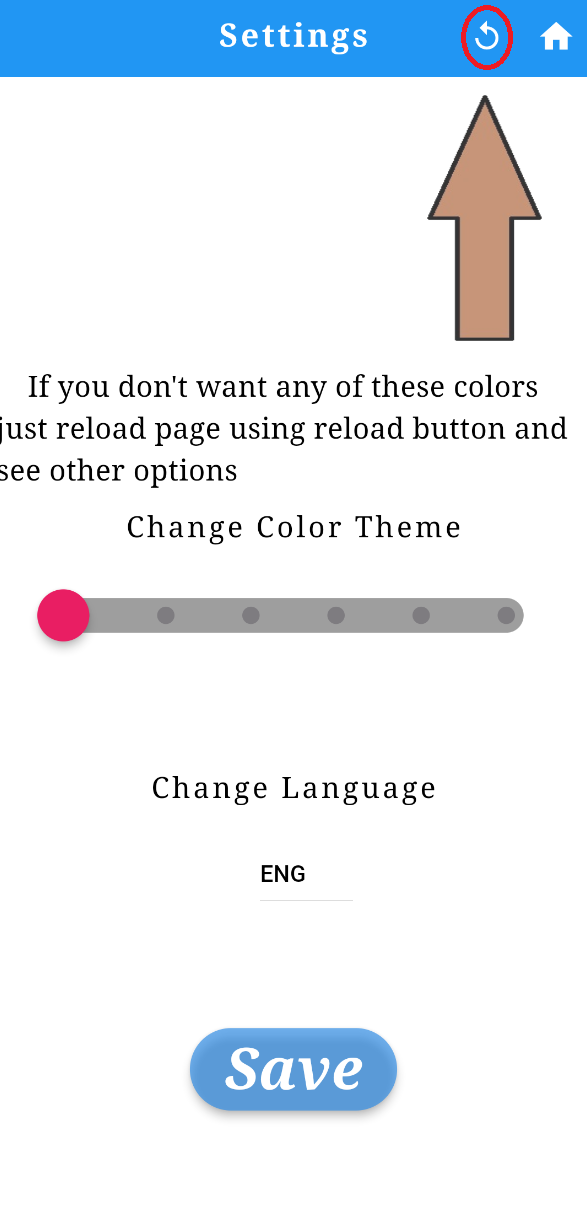 Settings
If you don't want any of these colors
just reload page using reload button and
see other options
Change Color Theme
Change Language
ENG
Save